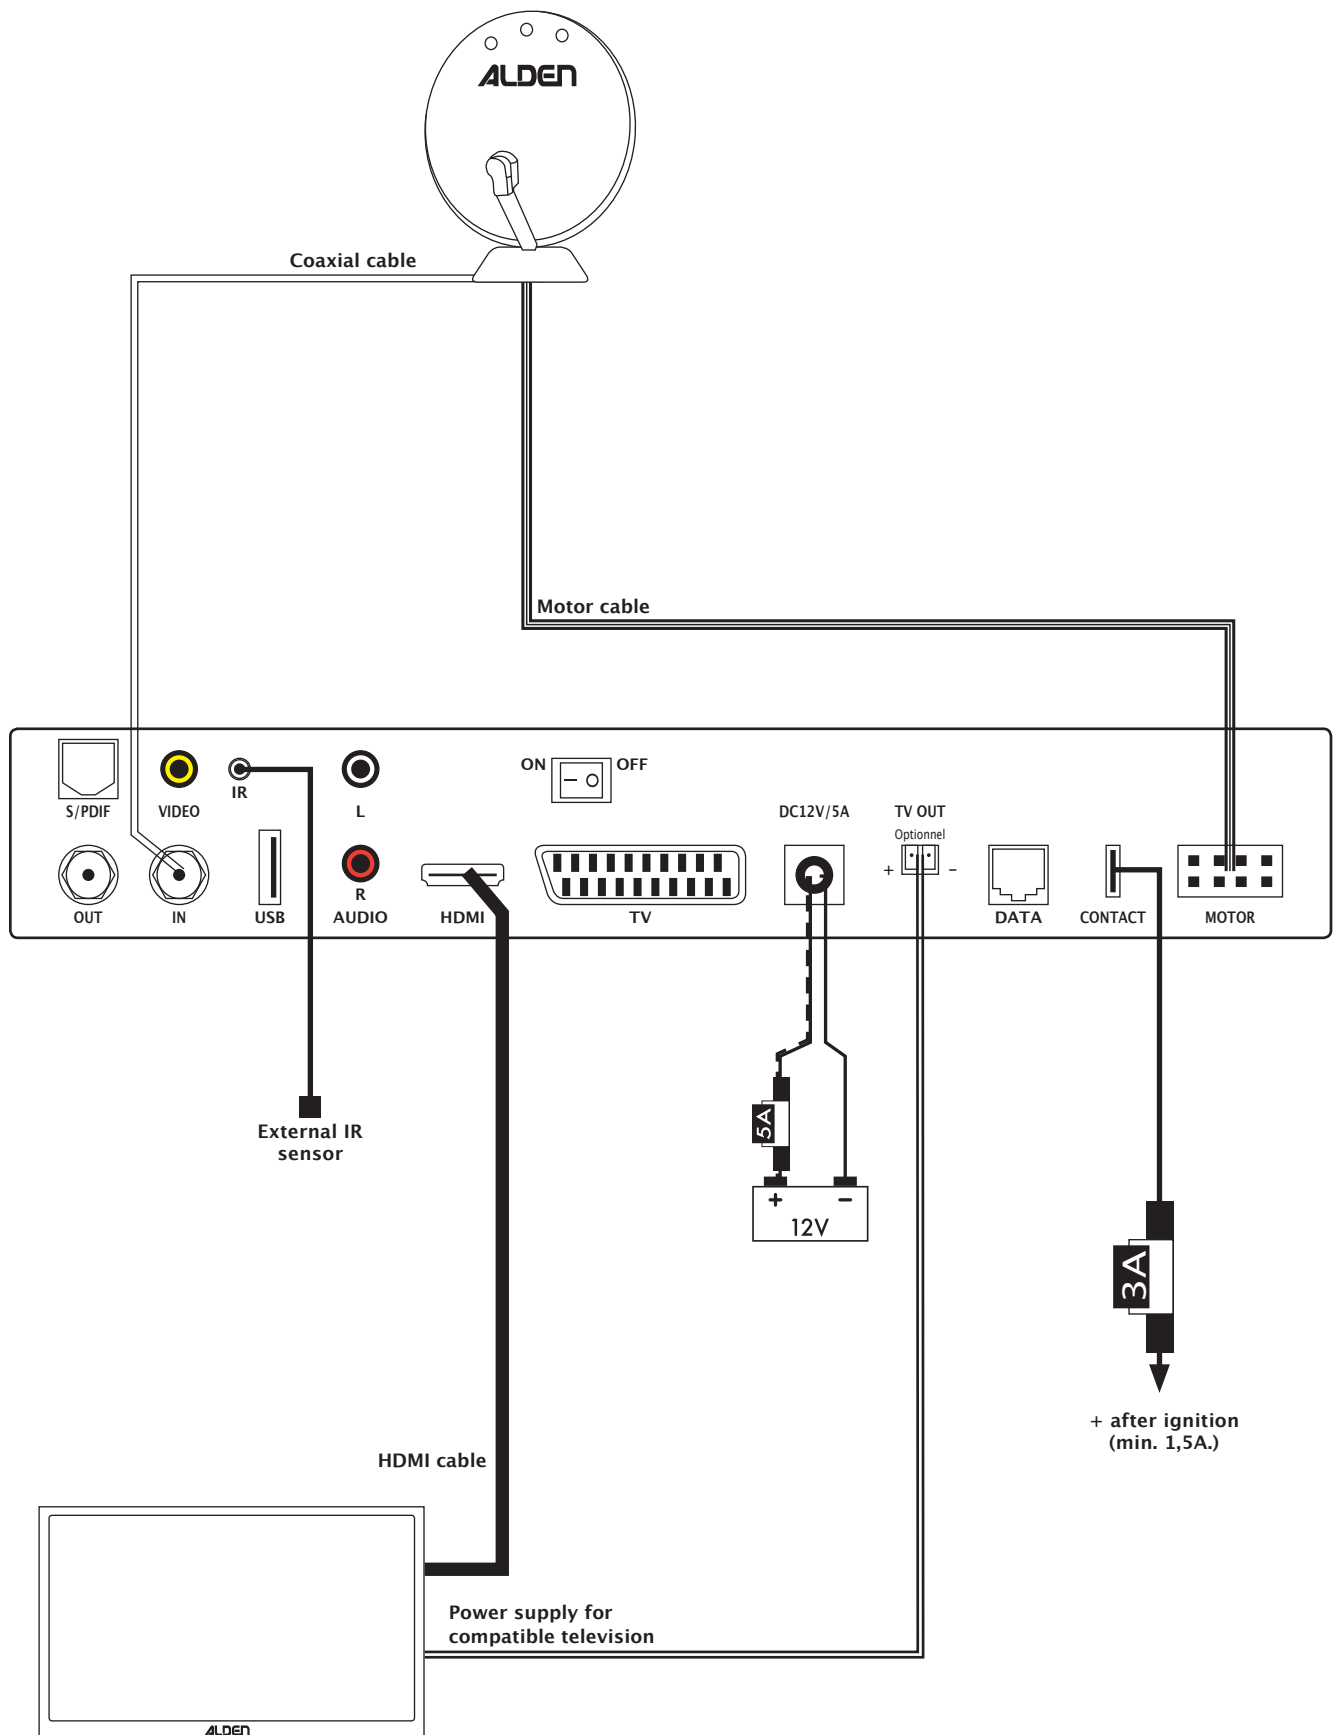 ALDEN
Coaxial cable
Motor cable
ON
OFF
S/PDIF
VIDEO
IR
L
DC12V/5A
TV OUT
Optionnel
+
–
OUT
IN
USB
R
AUDIO
HDMI
TV
DATA
CONTACT
MOTOR
External IR
sensor
5A
+
–
12V
3A
+ after ignition
(min. 1,5A.)
HDMI cable
Power supply for
compatible television
ALDEN